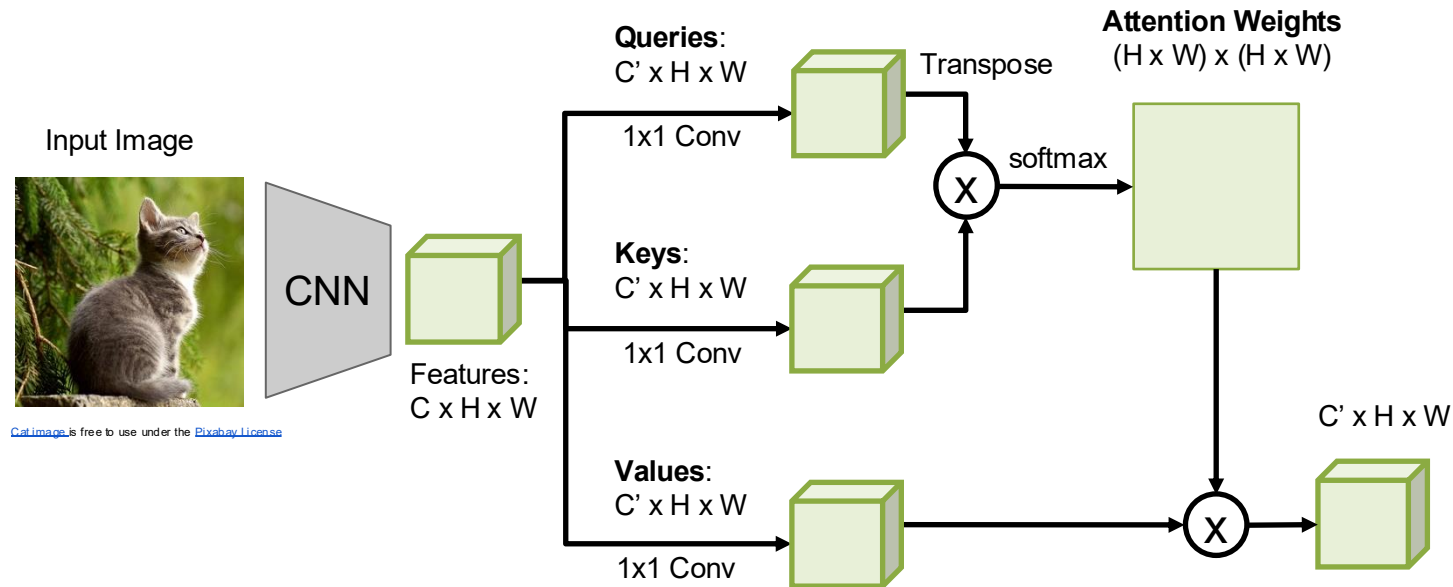 Input Image
CNN
Features:
C x H x W
Cat image is free to use under the Pixabay License
Queries:
C’ x H x W
1x1 Conv
Keys:
C’ x H x W
1x1 Conv
Values:
C’ x H x W
1x1 Conv
Transpose
X
softmax
Attention Weights
(H x W) x (H x W)
X
C’ x H x W